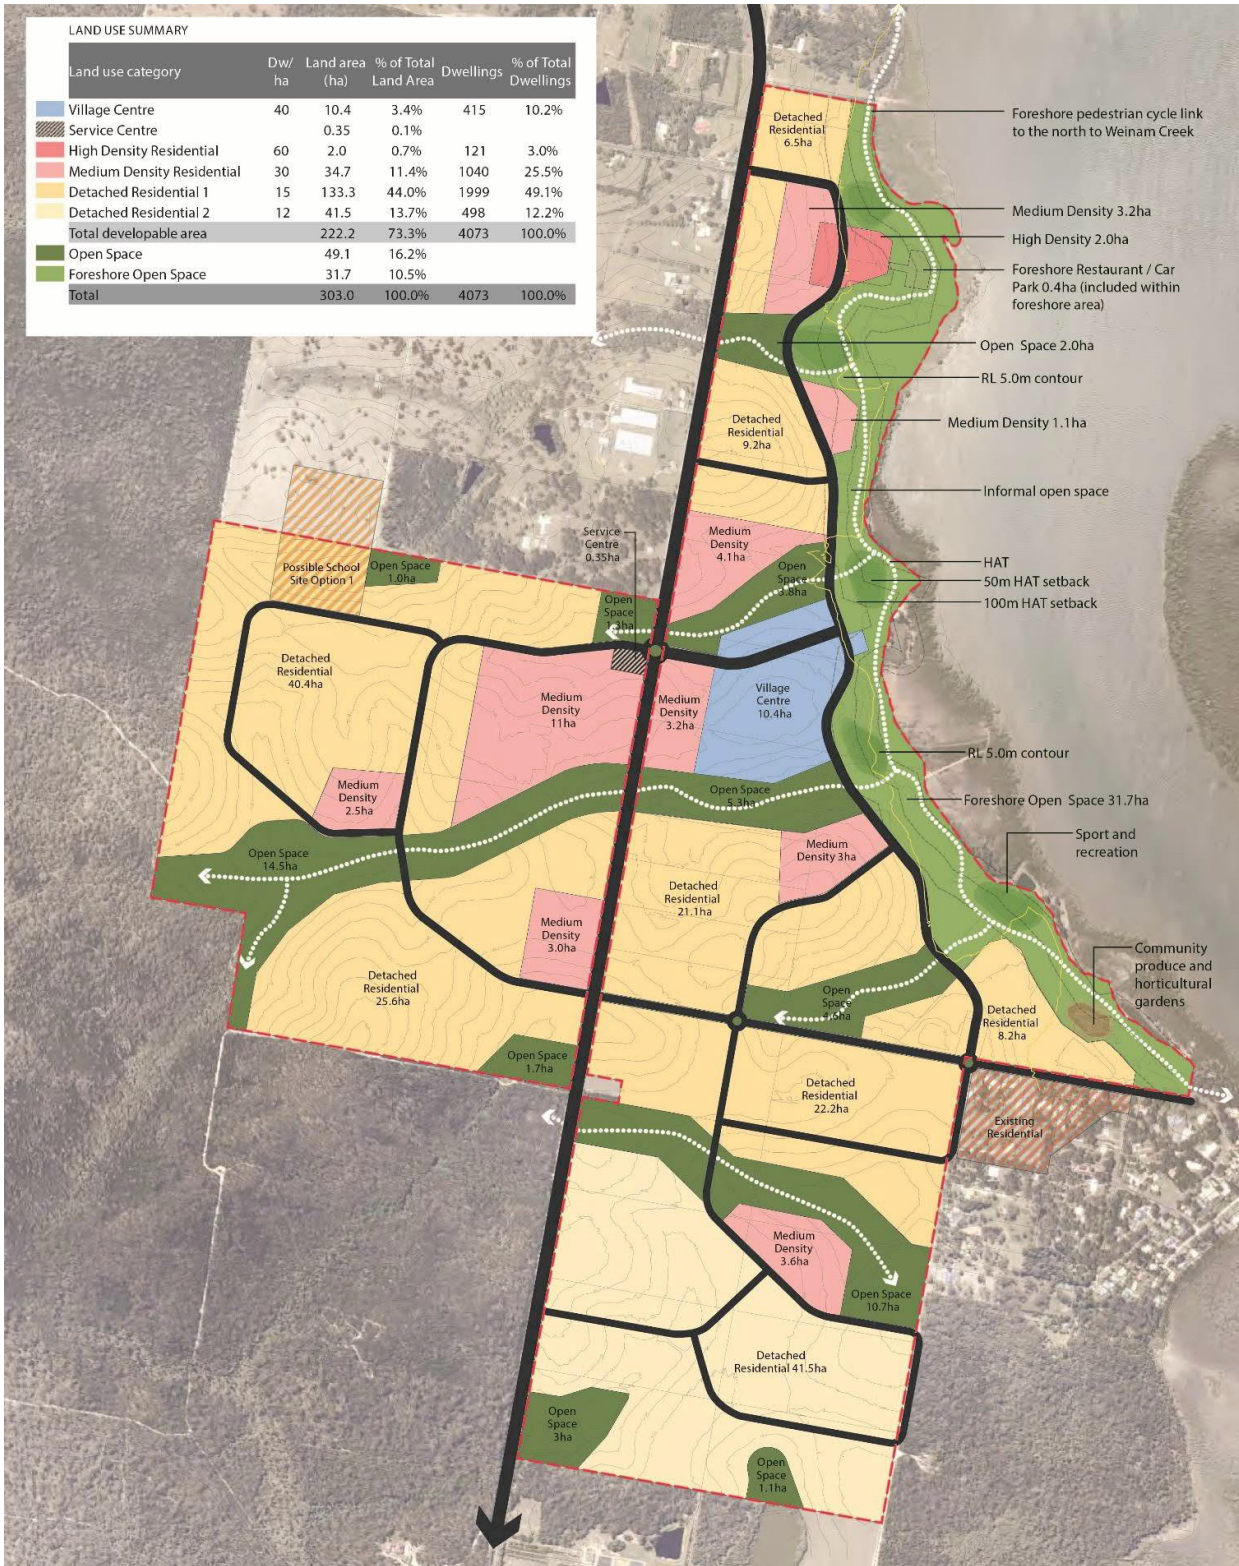 LAND USE SUMMARY
Land use category Dw/ ha Land area (ha) % of Total Land Area Dwellings % of Total Dwellings
Village Centre 40 10.4 3.4% 415 10.2%
Service Centre 0.35 0.1%
High Density Residential 60 2.0 0.7% 121 3.0%
Medium Density Residential 30 34.7 11.4% 1040 25.5%
Detached Residential 1 15 133.3 44.0% 1999 49.1%
Detached Residential 2 12 41.5 13.7% 498 12.2%
Total developable area 222.2 73.3% 4073 100.0%
Open Space 49.1 16.2%
Foreshore Open Space 31.7 10.5%
Total 303.0 100.0% 4073 100.0%
Detached
Residential
6.5ha
Foreshore pedestrian cycle link
to the north to Weinam Creek
Medium Density 3.2ha
High Density 2.0ha
Foreshore Restaurant / Car
Park 0.4ha (included within
foreshore area)
Open Space 2.0ha
RL 5.0m contour
Medium Density 1.1ha
Detached
Residential
9.2ha
Informal open space
Medium
Density
4.1ha
Service
Centre
0.35ha
Open
Space
3.8ha
HAT
50m HAT setback
100m HAT setback
Possible School
Site Option 1
Open Space
1.0ha
Open
Space
1.3ha
Detached
Residential
40.4ha
Medium
Density
11ha
Medium
Density
3.2ha
Village
Centre
10.4ha
RL 5.0m contour
Medium
Density
2.5ha
Open Space
5.3ha
Foreshore Open Space 31.7ha
Sport and
recreation
Open Space
14.5ha
Medium
Density 3ha
Detached
Residential
21.1ha
Medium
Density
3.0ha
Community
produce and
horticultural
gardens
Detached
Residential
25.6ha
Open
Space
4.6ha
Detached
Residential
8.2ha
Open Space
1.7ha
Detached
Residential
22.2ha
Existing
Residential
Medium
Density
3.6ha
Open Space
10.7ha
Detached
Residential 41.5ha
Open
Space
3ha
Open
Space
1.1ha